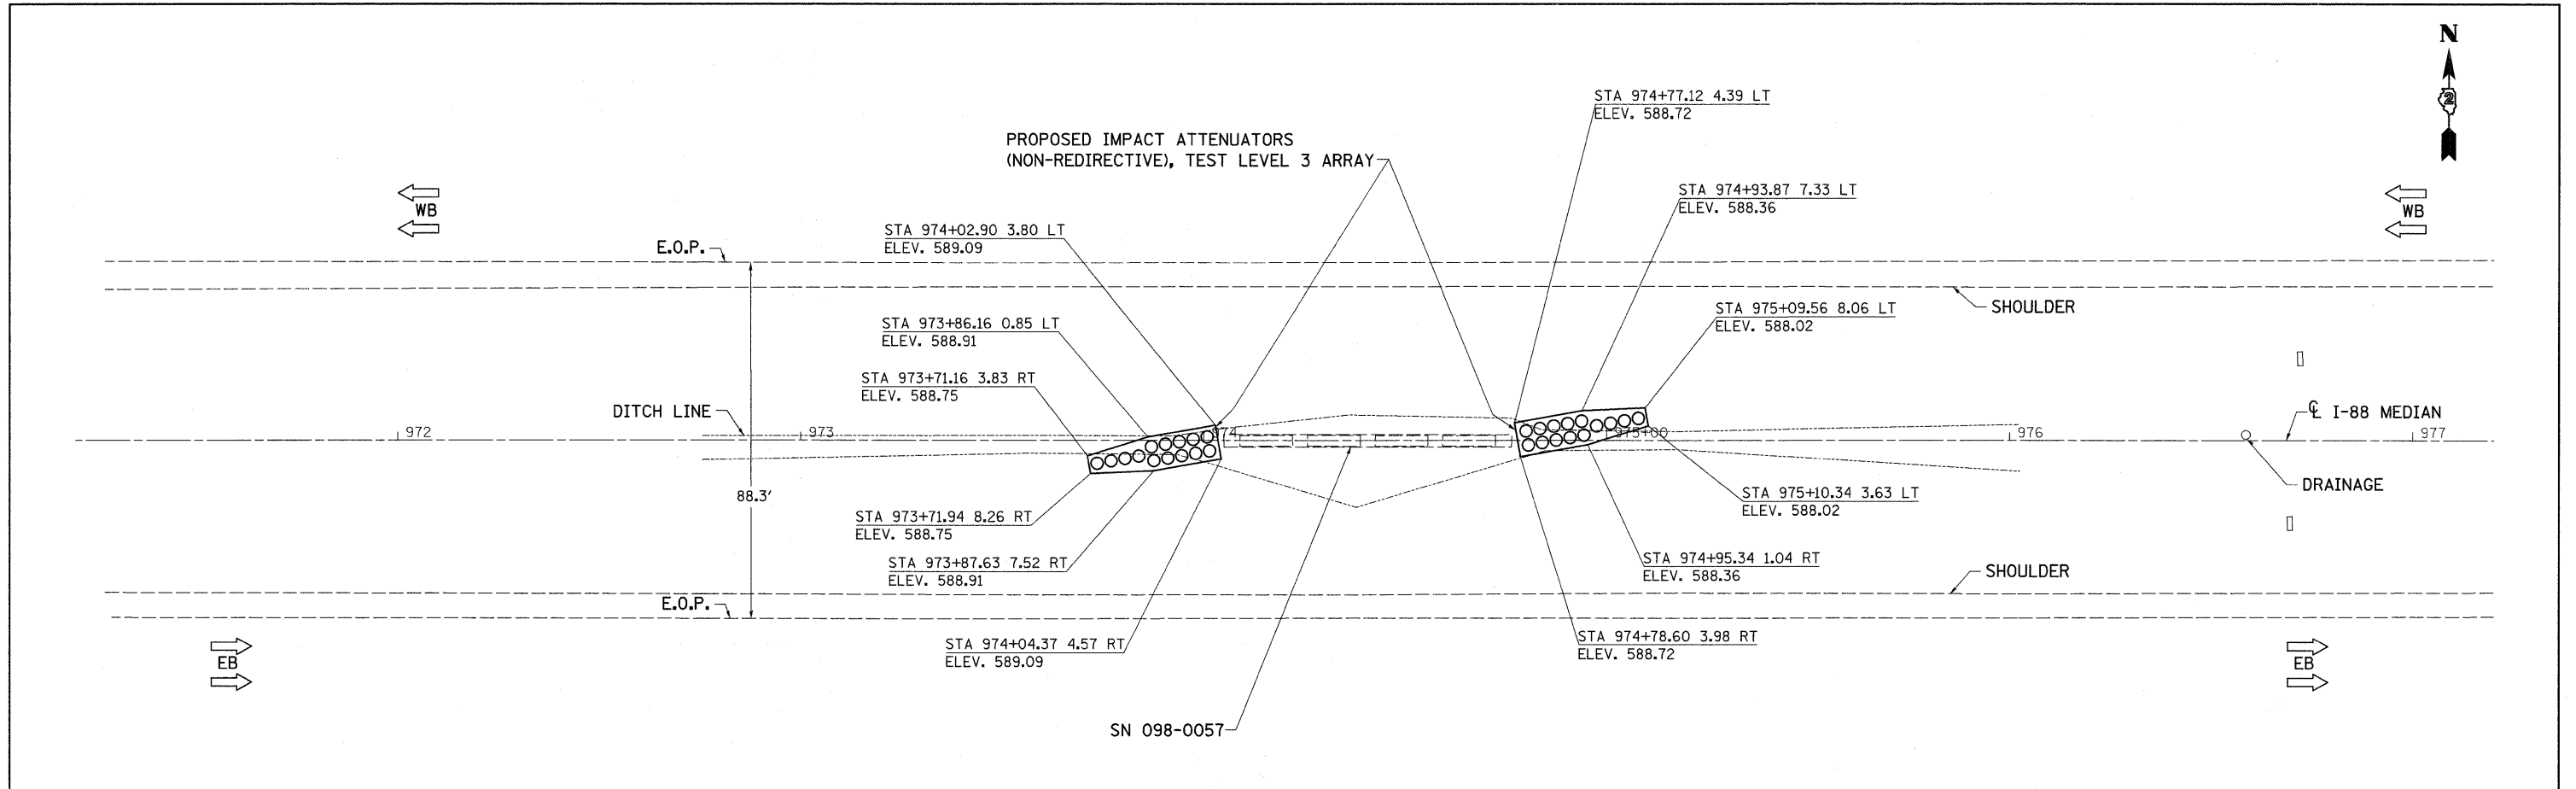 N
2
STA 974+77.12 4.39 LT
ELEV. 588.72
PROPOSED IMPACT ATTENUATORS
(NON-REDIRECTIVE), TEST LEVEL 3 ARRAY
STA 974+93.87 7.33 LT
ELEV. 588.36
WB
WB
STA 974+02.90 3.80 LT
ELEV. 589.09
E.O.P.
SHOULDER
STA 975+09.56 8.06 LT
ELEV. 588.02
STA 973+86.16 0.85 LT
ELEV. 588.91
STA 973+71.16 3.83 RT
ELEV. 588.75
DITCH LINE
℄ I-88 MEDIAN
972
973
974
975+00
976
977
88.3'
DRAINAGE
STA 975+10.34 3.63 LT
ELEV. 588.02
STA 973+71.94 8.26 RT
ELEV. 588.75
STA 973+87.63 7.52 RT
ELEV. 588.91
STA 974+95.34 1.04 RT
ELEV. 588.36
SHOULDER
E.O.P.
STA 974+04.37 4.57 RT
ELEV. 589.09
STA 974+78.60 3.98 RT
ELEV. 588.72
EB
EB
SN 098-0057